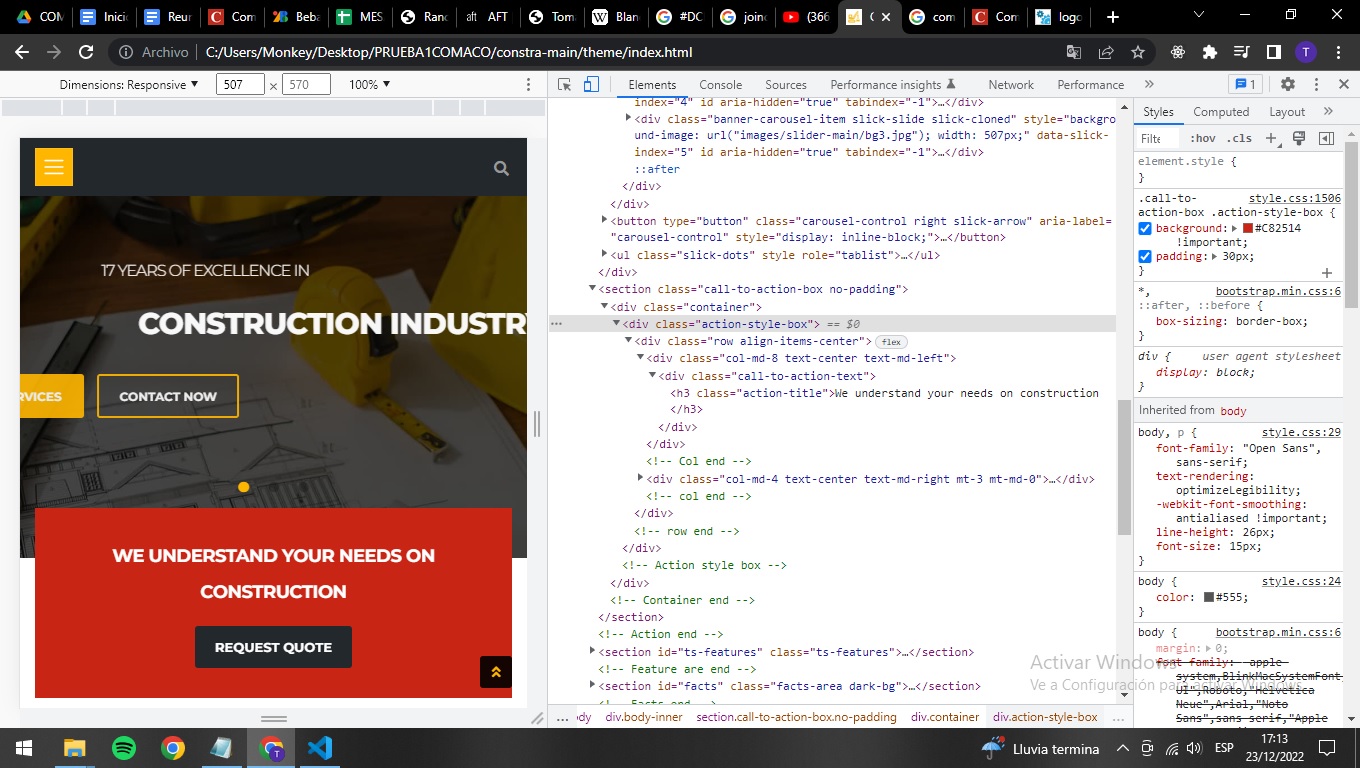 COM
Inicic
Reur
Com
Beba
MES
Ranc
aft AFT
Tom
Blan
#DC
joine
(366
com
Com
logo
Archivo | C:/Users/Monkey/Desktop/PRUEBA1COMACO/constra-main/theme/index.html
T
Dimensions: Responsive ▼ 507 × 570 100% ▼
Elements Console Sources Performance insights Network Performance » 1
17 YEARS OF EXCELLENCE IN
CONSTRUCTION INDUSTRY
RVICES
CONTACT NOW
WE UNDERSTAND YOUR NEEDS ON
CONSTRUCTION
REQUEST QUOTE
index="4" id aria-hidden="true" tabindex="-1">…</div>
<div class="banner-carousel-item slick-slide slick-cloned" style="backgro
und-image: url("images/slider-main/bg3.jpg"); width: 507px;" data-slick-
index="5" id aria-hidden="true" tabindex="-1">…</div>
::after
</div>
</div>
<button type="button" class="carousel-control right slick-arrow" aria-label=
"carousel-control" style="display: inline-block;">…</button>
<ul class="slick-dots" style role="tablist">…</ul>
</div>
<section class="call-to-action-box no-padding">
<div class="container">
<div class="action-style-box"> == $0
<div class="row align-items-center"> flex
<div class="col-md-8 text-center text-md-left">
<div class="call-to-action-text">
<h3 class="action-title">We understand your needs on construction
</h3>
</div>
</div>
<!-- Col end -->
<div class="col-md-4 text-center text-md-right mt-3 mt-md-0">…</div>
<!-- col end -->
</div>
<!-- row end -->
</div>
<!-- Action style box -->
</div>
<!-- Container end -->
</section>
<!-- Action end -->
<section id="ts-features" class="ts-features">…</section>
<!-- Feature are end -->
<section id="facts" class="facts-area dark-bg">…</section>
<!-- Facts end -->
… ody div.body-inner section.call-to-action-box.no-padding div.container div.action-style-box …
Styles Computed Layout »
Filte :hov .cls +
element.style {
}
.call-to- style.css:1506
action-box .action-style-box {
background: #C82514
!important;
padding: 30px;
}
*, bootstrap.min.css:6
::after, ::before {
box-sizing: border-box;
}
div { user agent stylesheet
display: block;
}
Inherited from body
body, p { style.css:29
font-family: "Open Sans",
sans-serif;
text-rendering:
optimizeLegibility;
-webkit-font-smoothing:
antialiased !important;
line-height: 26px;
font-size: 15px;
}
body { style.css:24
color: #555;
}
body { bootstrap.min.css:6
margin: 0;
font-family: -apple-
system,BlinkMacSystemFont,
UI",Roboto,"Helvetica
Neue",Arial,"Noto
Sans",sans-serif,"Apple
Activar Windows
Ve a Configuración para activar Windows.
Lluvia termina
ESP
17:13
23/12/2022